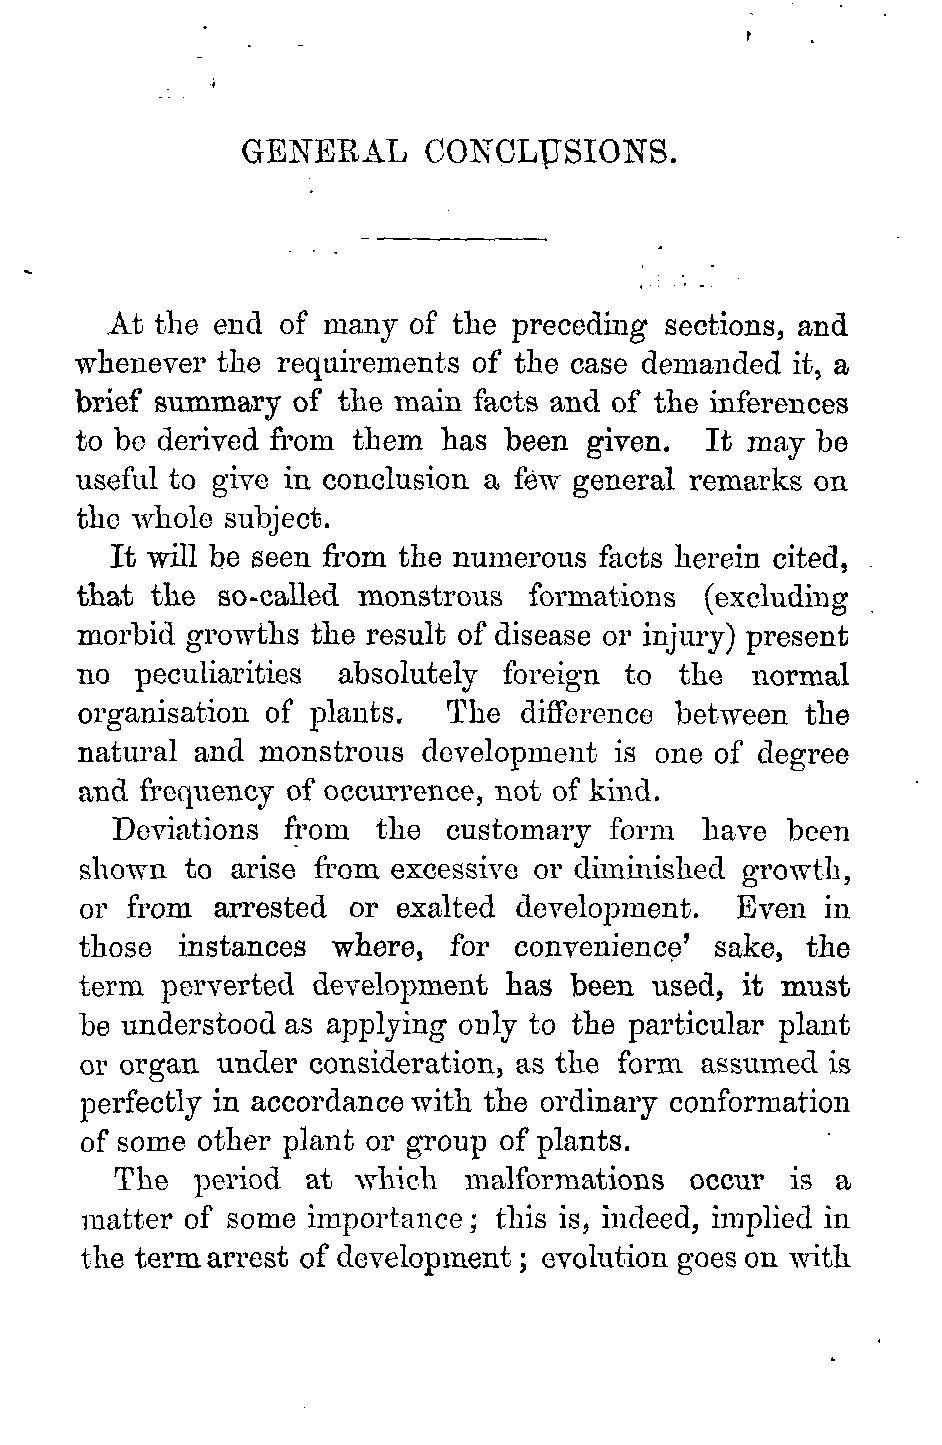 GENERAL CONCLUSIONS.
At the end of many of the preceding sections, and
whenever the requirements of the case demanded it, a
brief summary of the main facts and of the inferences
to be derived from them has been given. It may be
useful to give in conclusion a few general remarks on
the whole subject.
It will be seen from the numerous facts herein cited,
that the so-called monstrous formations (excluding
morbid growths the result of disease or injury) present
no peculiarities absolutely foreign to the normal
organisation of plants. The difference between the
natural and monstrous development is one of degree
and frequency of occurrence, not of kind.
Deviations from the customary form have been
shown to arise from excessive or diminished growth,
or from arrested or exalted development. Even in
those instances where, for convenience' sake, the
term perverted development has been used, it must
be understood as applying only to the particular plant
or organ under consideration, as the form assumed is
perfectly in accordance with the ordinary conformation
of some other plant or group of plants.
The period at which malformations occur is a
matter of some importance; this is, indeed, implied in
the term arrest of development; evolution goes on with